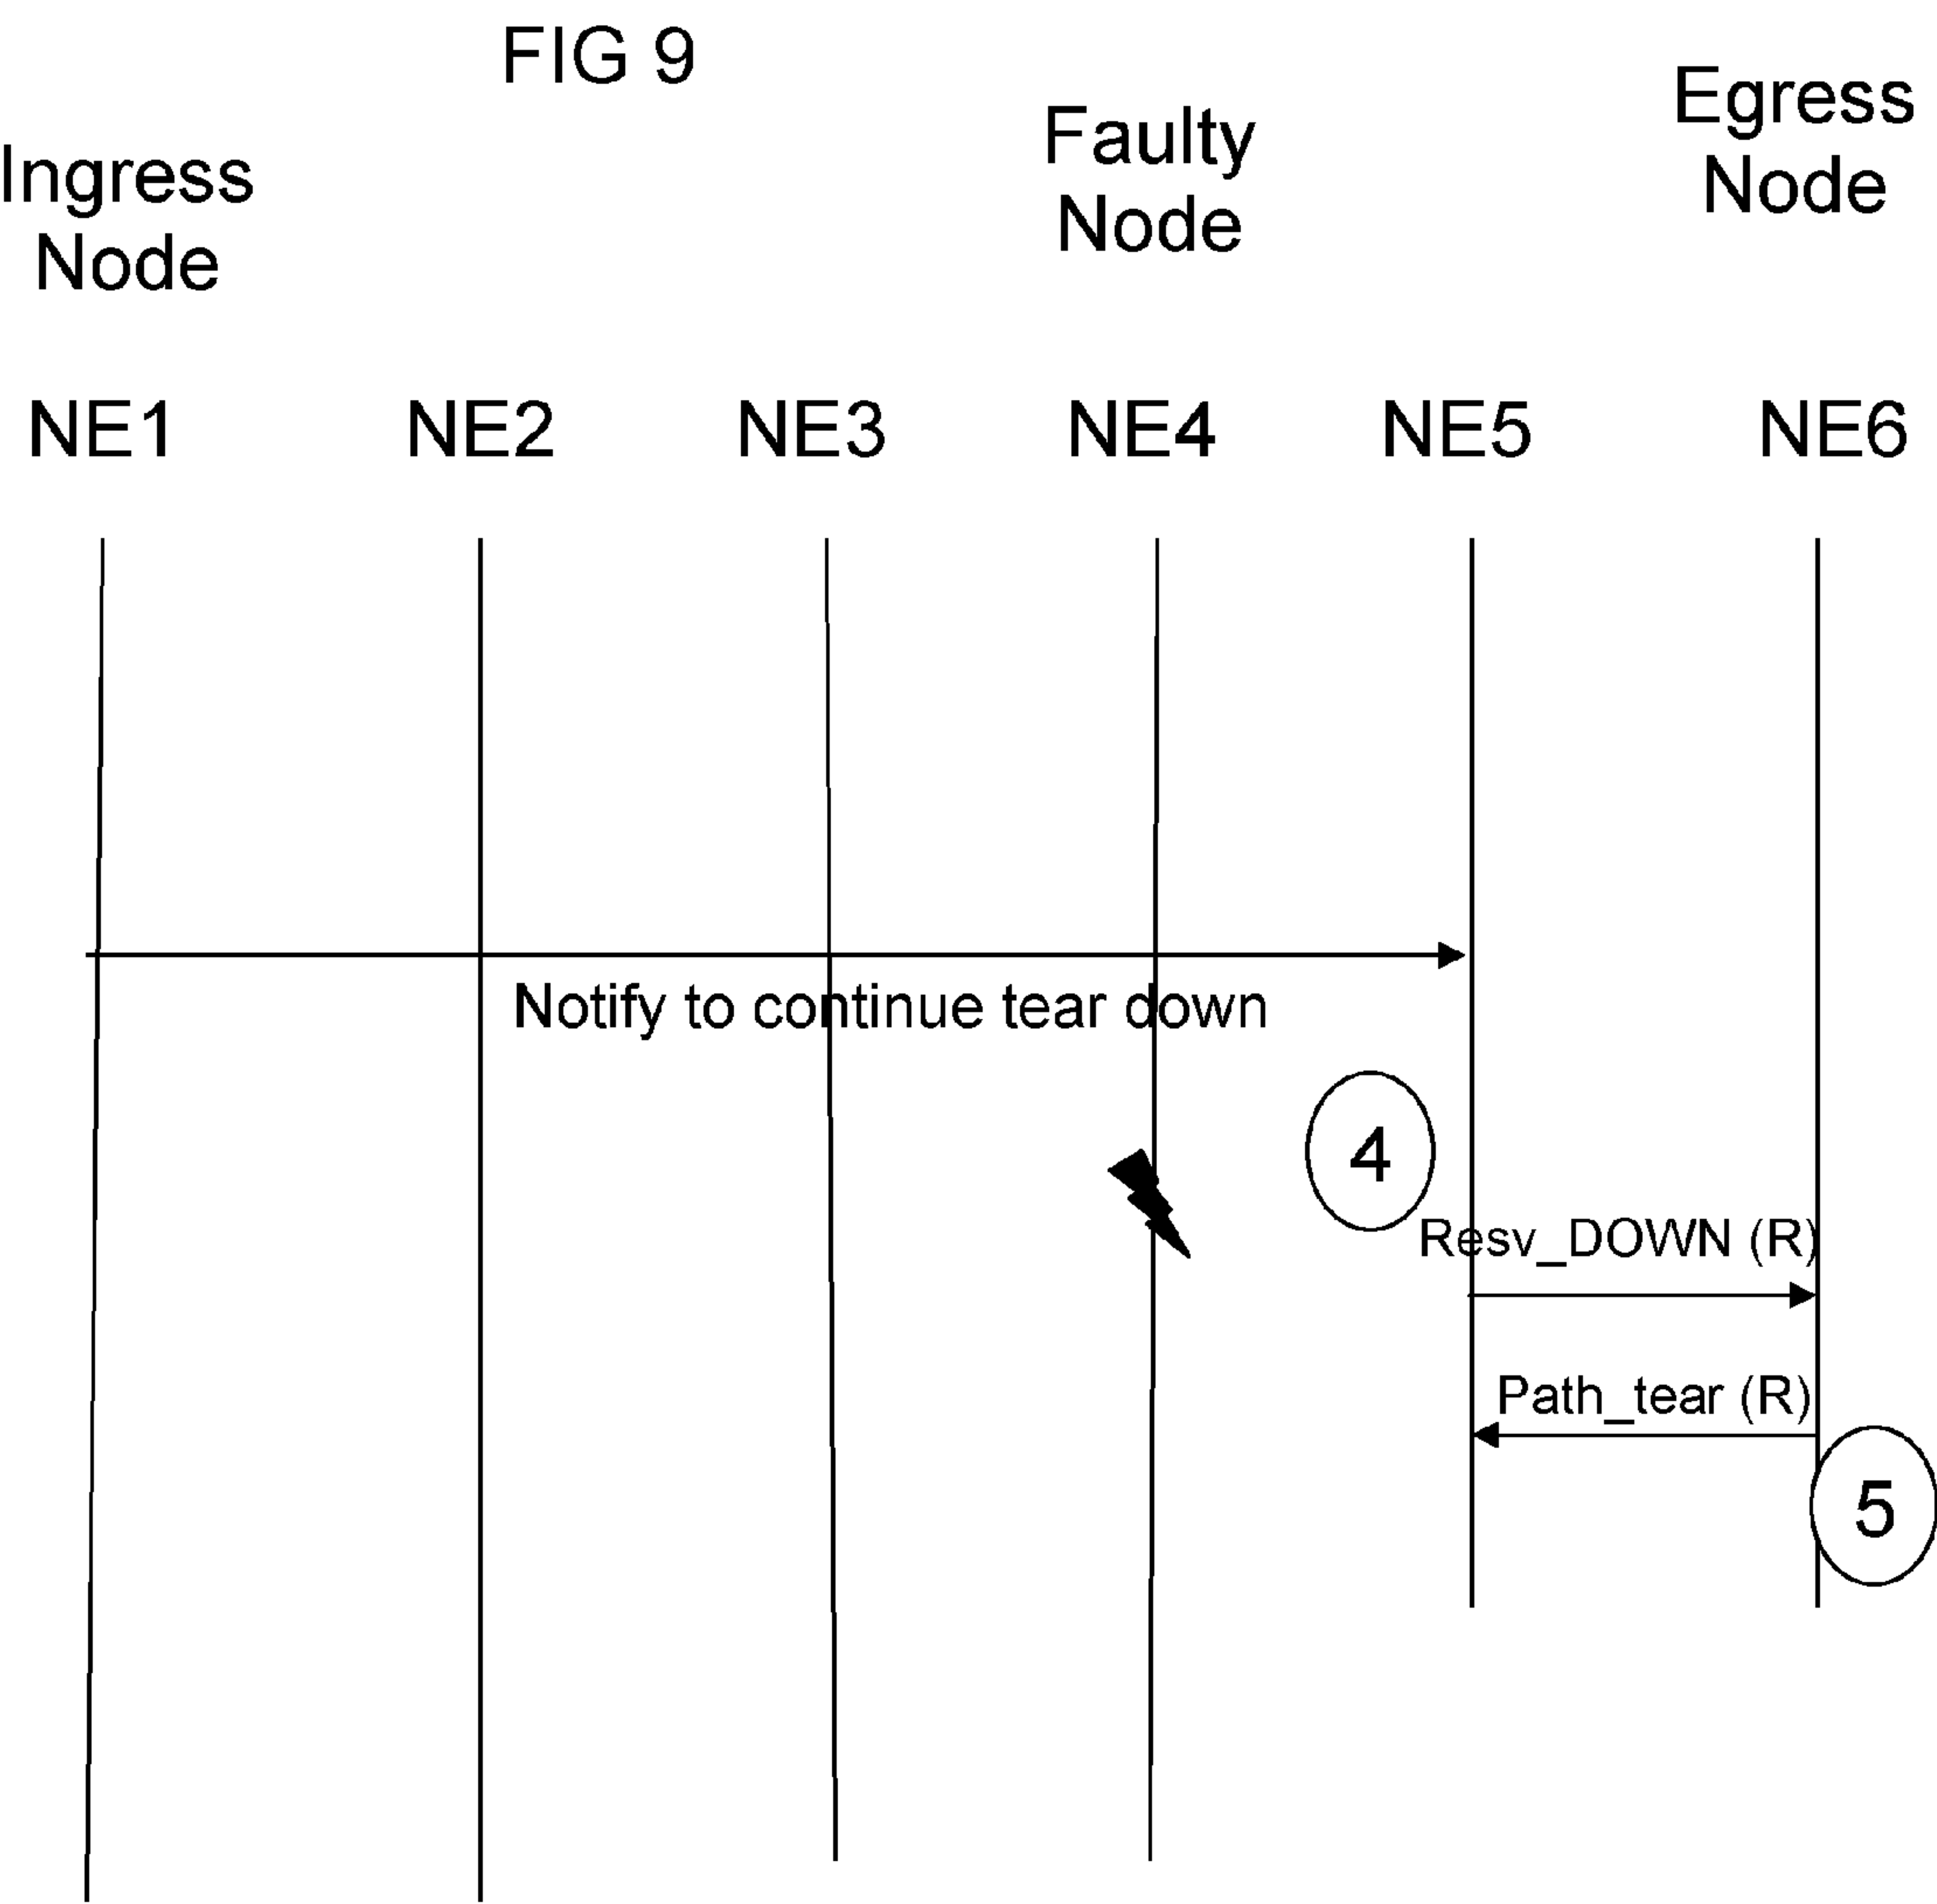 FIG 9
Ingress
Node
Faulty
Node
Egress
Node
NE1 NE2 NE3 NE4 NE5 NE6
Notify to continue tear down
4
Resv_DOWN (R)
Path_tear (R)
5